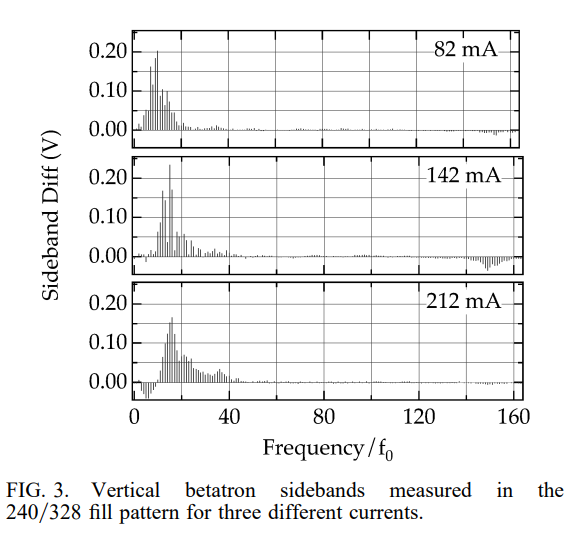 82 mA
0.20
0.10
0.00
142 mA
0.20
0.10
0.00
Sideband Diff (V)
212 mA
0.20
0.10
0.00
0 40 80 120 160
Frequency/f₀
FIG. 3. Vertical betatron sidebands measured in the
240/328 fill pattern for three different currents.